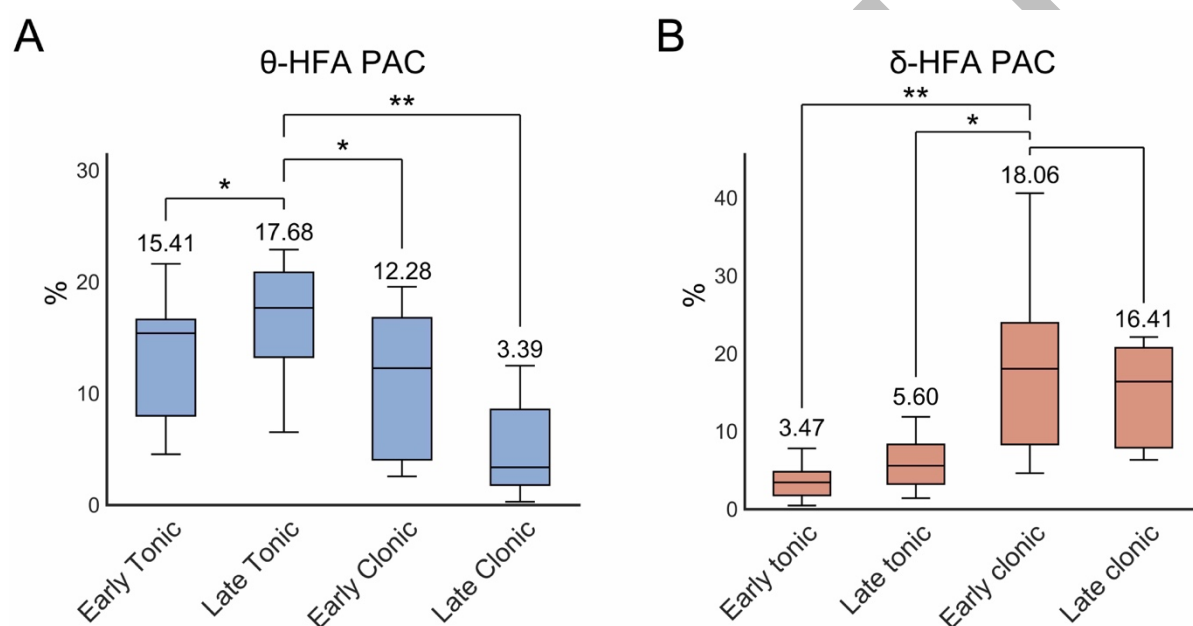 A
θ-HFA PAC
**
*
*
30
20
10
0
%
15.41
17.68
12.28
3.39
Early Tonic
Late Tonic
Early Clonic
Late Clonic
B
δ-HFA PAC
**
*
40
30
20
10
0
%
3.47
5.60
18.06
16.41
Early tonic
Late tonic
Early clonic
Late clonic